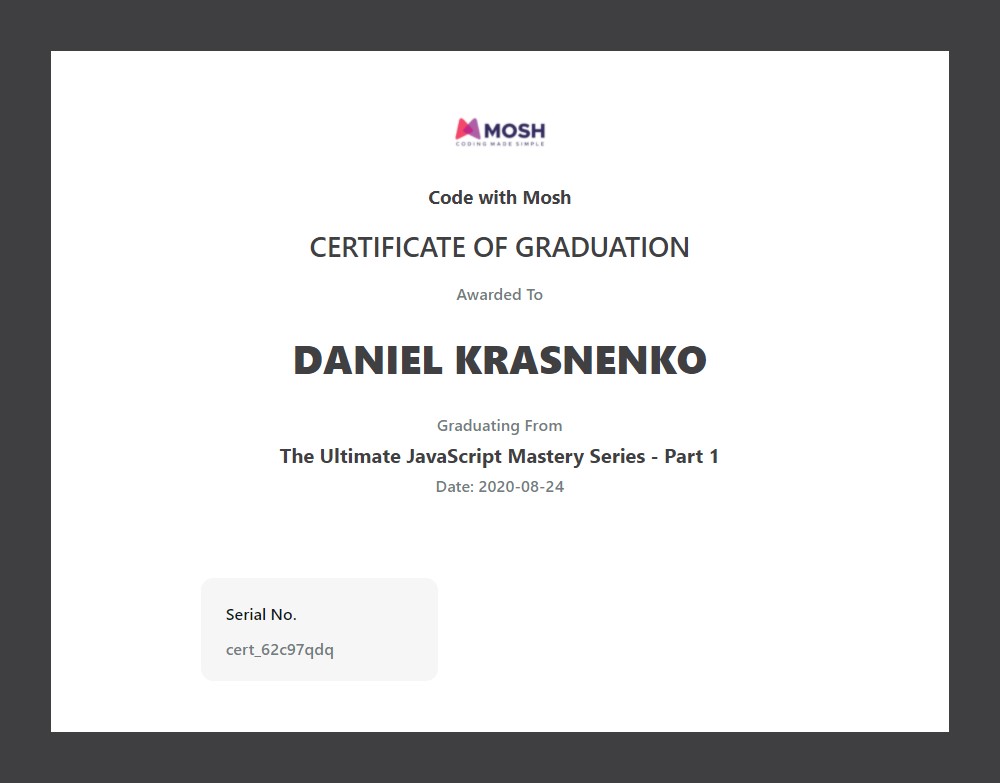 MOSH
CODING MADE SIMPLE
Code with Mosh
CERTIFICATE OF GRADUATION
Awarded To
DANIEL KRASNENKO
Graduating From
The Ultimate JavaScript Mastery Series - Part 1
Date: 2020-08-24
Serial No.
cert_62c97qdq